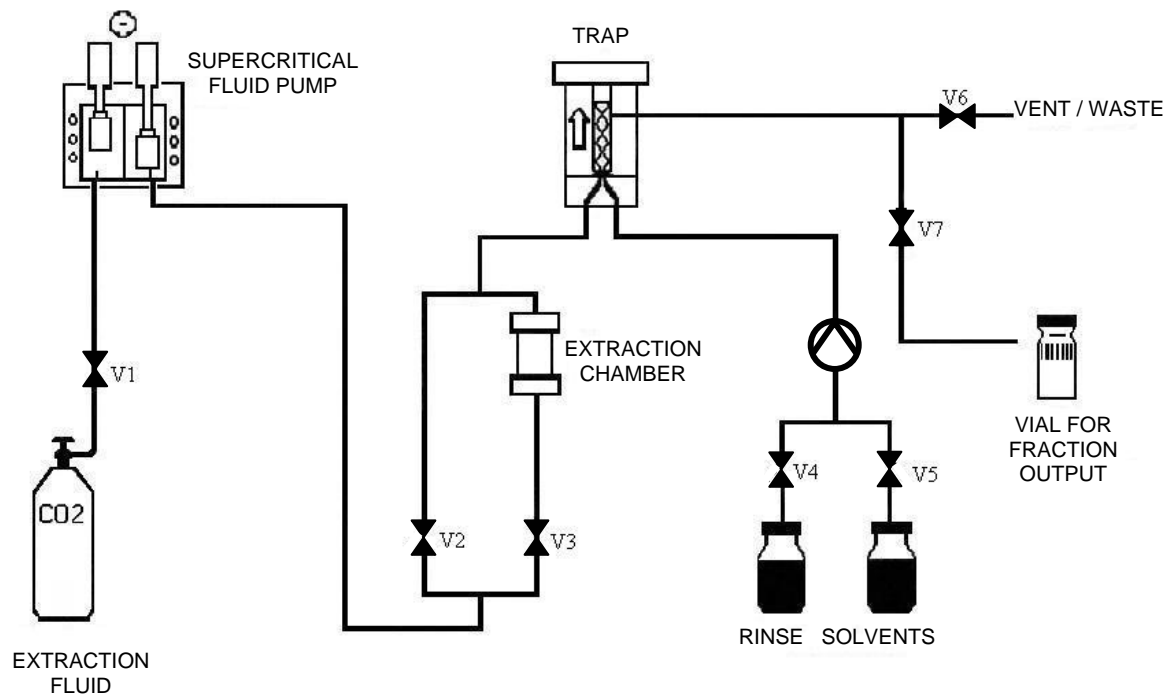 SUPERCRITICAL
FLUID PUMP
TRAP
V6
VENT / WASTE
V7
V1
EXTRACTION
CHAMBER
CO2
V2
V3
V4
V5
VIAL FOR
FRACTION
OUTPUT
RINSE
SOLVENTS
EXTRACTION
FLUID